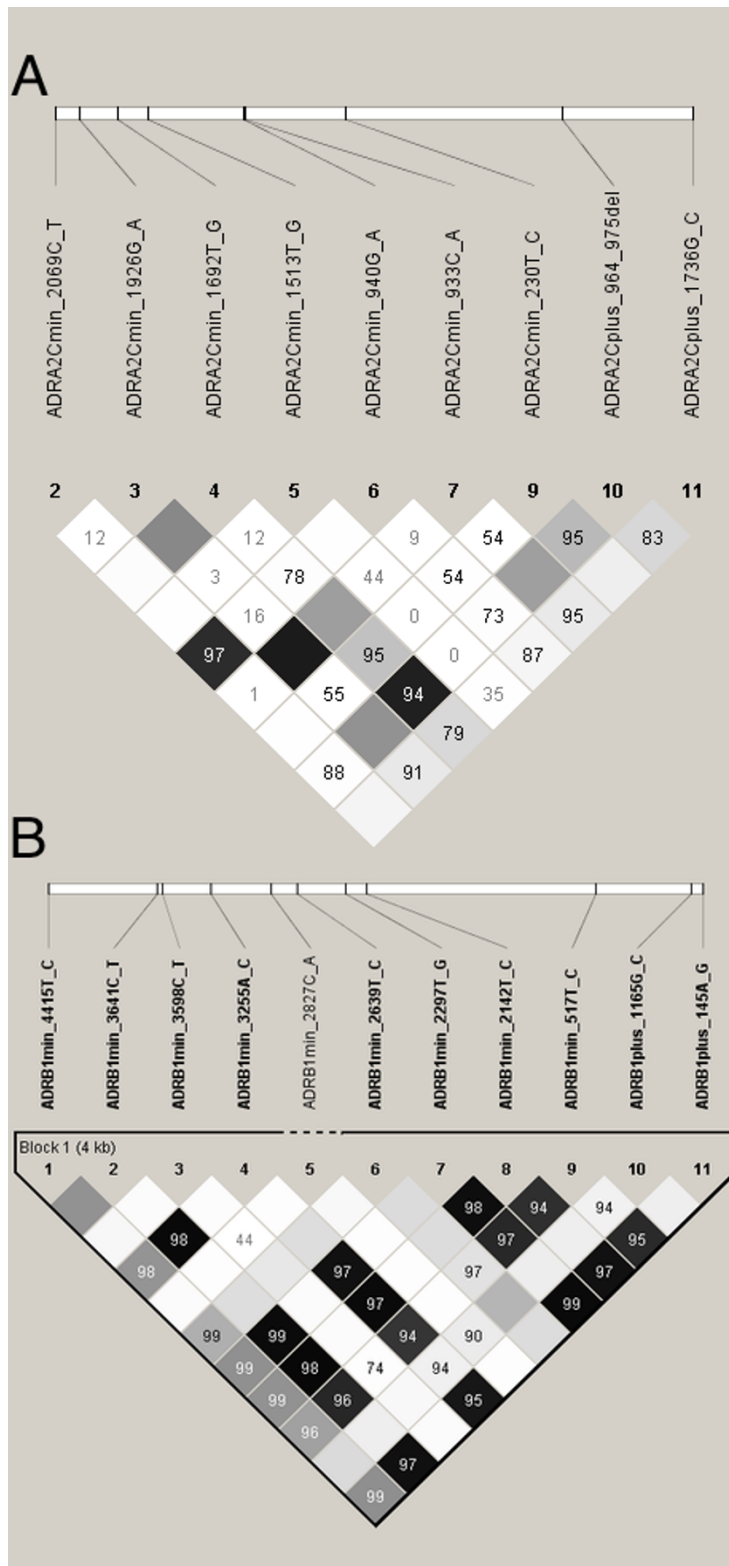 A
ADRA2Cmin_2069C_T
ADRA2Cmin_1926G_A
ADRA2Cmin_1692T_G
ADRA2Cmin_1513T_G
ADRA2Cmin_940G_A
ADRA2Cmin_933C_A
ADRA2Cmin_230T_C
ADRA2Cplus_964_975del
ADRA2Cplus_1736G_C
2 3 4 5 6 7 9 10 11
12 12 9 54 95 83
3 78 44 54
16 0 73 95
97 95 0 87
1 55 94 35
79
88 91
B
ADRB1min_4415T_C
ADRB1min_3641C_T
ADRB1min_3598C_T
ADRB1min_3255A_C
ADRB1min_2827C_A
ADRB1min_2639T_C
ADRB1min_2297T_G
ADRB1min_2142T_C
ADRB1min_517T_C
ADRB1plus_1165G_C
ADRB1plus_145A_G
Block 1 (4 kb)
1 2 3 4 5 6 7 8 9 10 11
98 94 94
98 44 97 95
98 97 97 97
97 99
99 99 94 90
99 98 74 94
99 96 95
96
97
99